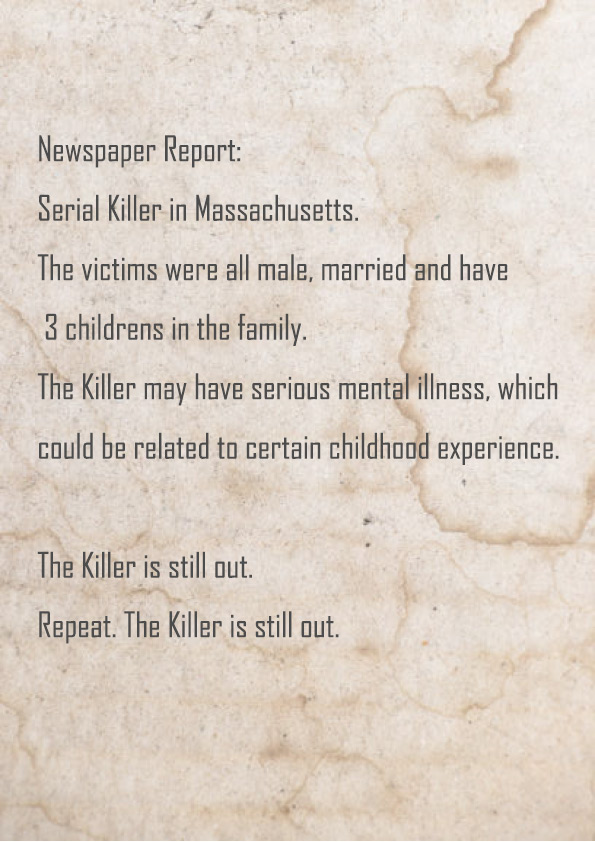 Newspaper Report:
Serial Killer in Massachusetts.
The victims were all male, married and have
3 childrens in the family.
The Killer may have serious mental illness, which
could be related to certain childhood experience.
The Killer is still out.
Repeat. The Killer is still out.